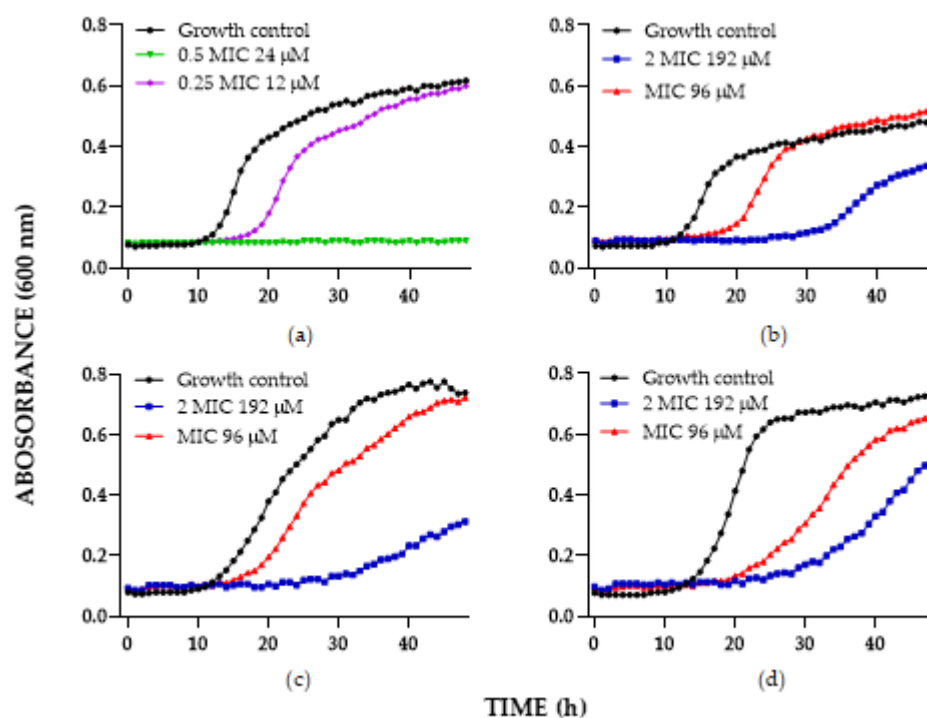 ABOSORBANCE (600 nm)
0.8
0.6
0.4
0.2
0.0
Growth control
0.5 MIC 24 µM
0.25 MIC 12 µM
0 10 20 30 40
(a)
0.8
0.6
0.4
0.2
0.0
Growth control
2 MIC 192 µM
MIC 96 µM
0 10 20 30 40
(b)
0.8
0.6
0.4
0.2
0.0
Growth control
2 MIC 192 µM
MIC 96 µM
0 10 20 30 40
(c)
0.8
0.6
0.4
0.2
0.0
Growth control
2 MIC 192 µM
MIC 96 µM
0 10 20 30 40
(d)
TIME (h)